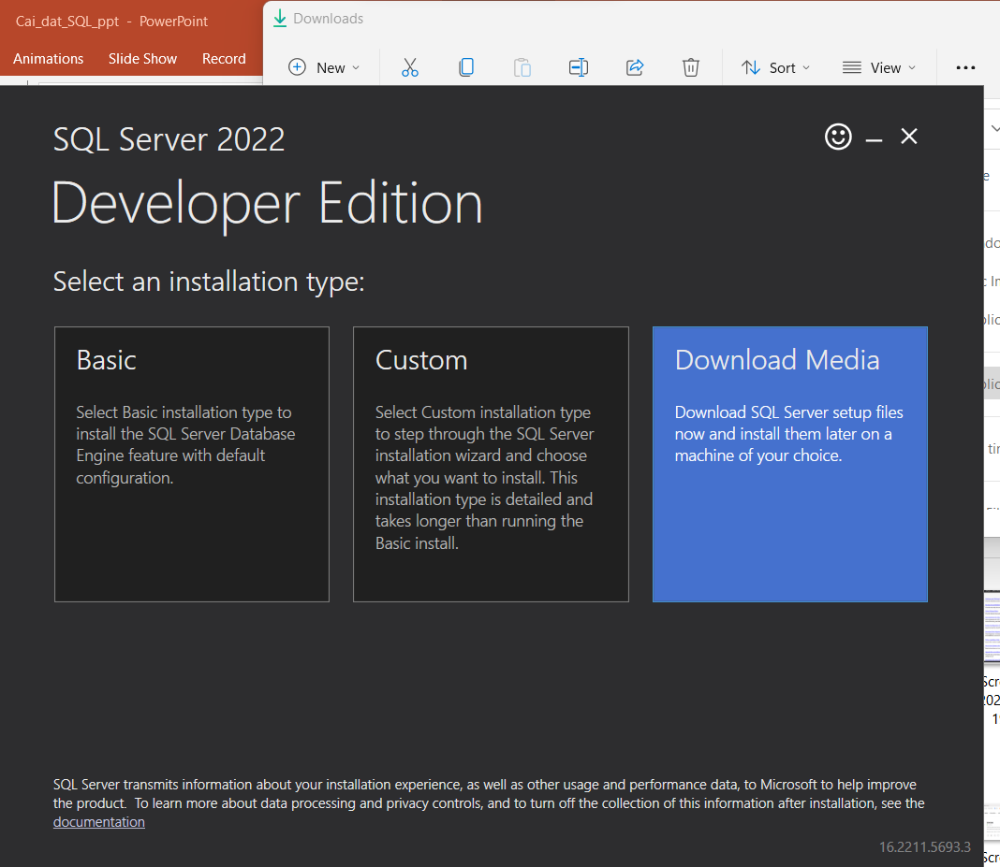 Cai_dat_SQL_ppt - PowerPoint
Downloads
Animations Slide Show Record
New Sort View
SQL Server 2022
Developer Edition
Select an installation type:
Basic
Select Basic installation type to
install the SQL Server Database
Engine feature with default
configuration.
Custom
Select Custom installation type
to step through the SQL Server
installation wizard and choose
what you want to install. This
installation type is detailed and
takes longer than running the
Basic install.
Download Media
Download SQL Server setup files
now and install them later on a
machine of your choice.
SQL Server transmits information about your installation experience, as well as other usage and performance data, to Microsoft to help improve
the product. To learn more about data processing and privacy controls, and to turn off the collection of this information after installation, see the
documentation
16.2211.5693.3